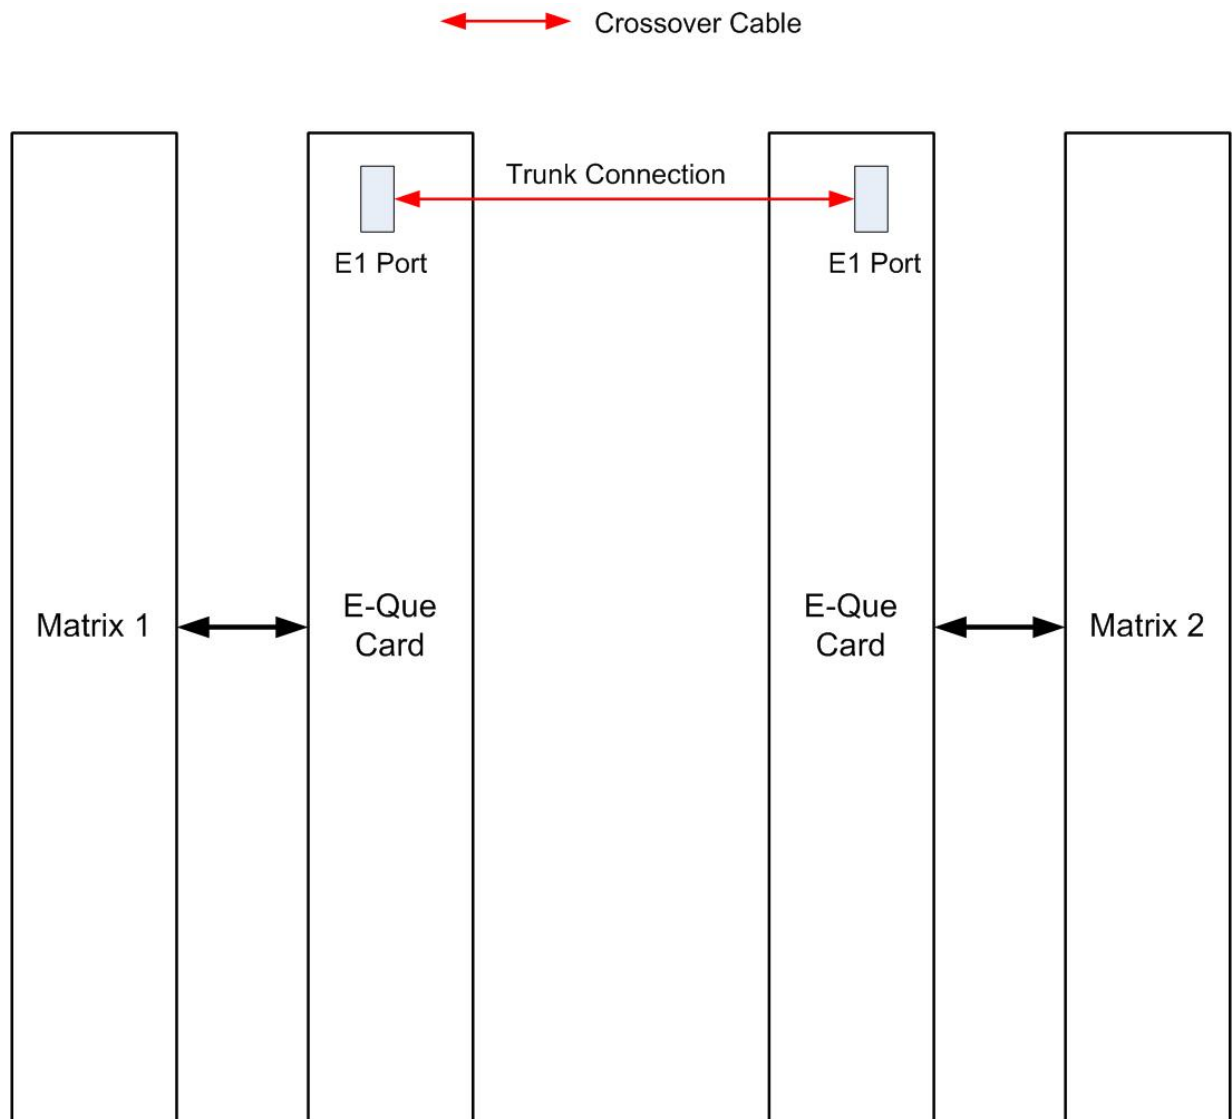 Crossover Cable
Trunk Connection
E1 Port
E1 Port
Matrix 1
E-Que
Card
E-Que
Card
Matrix 2